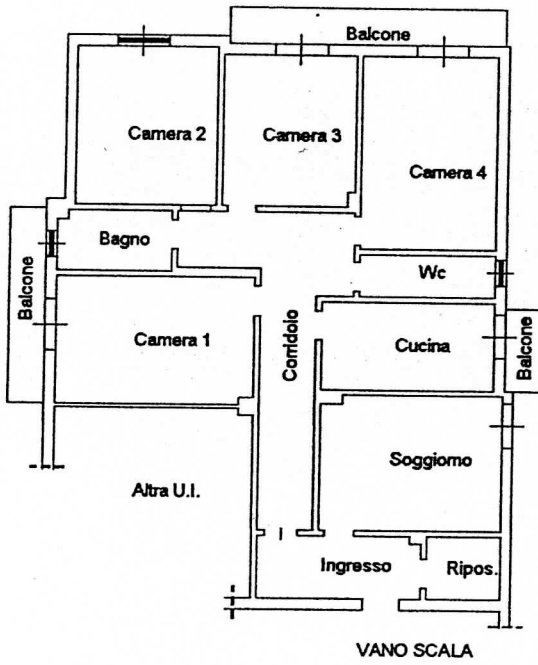 Balcone
Camera 2
Camera 3
Camera 4
Bagno
Wc
Balcone
Camera 1
Corridoio
Cucina
Balcone
Soggiorno
Altra U.I.
Ingresso
Ripos.
VANO SCALA